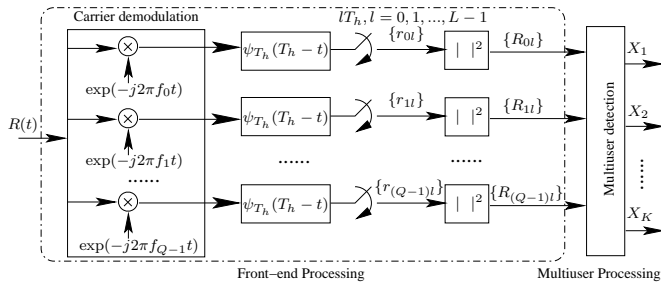 Carrier demodulation
lT_h, l = 0, 1, ..., L − 1
ψ_{T_h}(T_h − t)
{r_{0l}}
| |²
{R_{0l}}
X_1
exp(−j2πf_0t)
R(t)
ψ_{T_h}(T_h − t)
{r_{1l}}
| |²
{R_{1l}}
X_2
exp(−j2πf_1t)
......
......
......
......
Multiuser detection
ψ_{T_h}(T_h − t)
{r_{(Q−1)l}}
| |²
{R_{(Q−1)l}}
X_K
exp(−j2πf_{Q−1}t)
Front−end Processing
Multiuser Processing